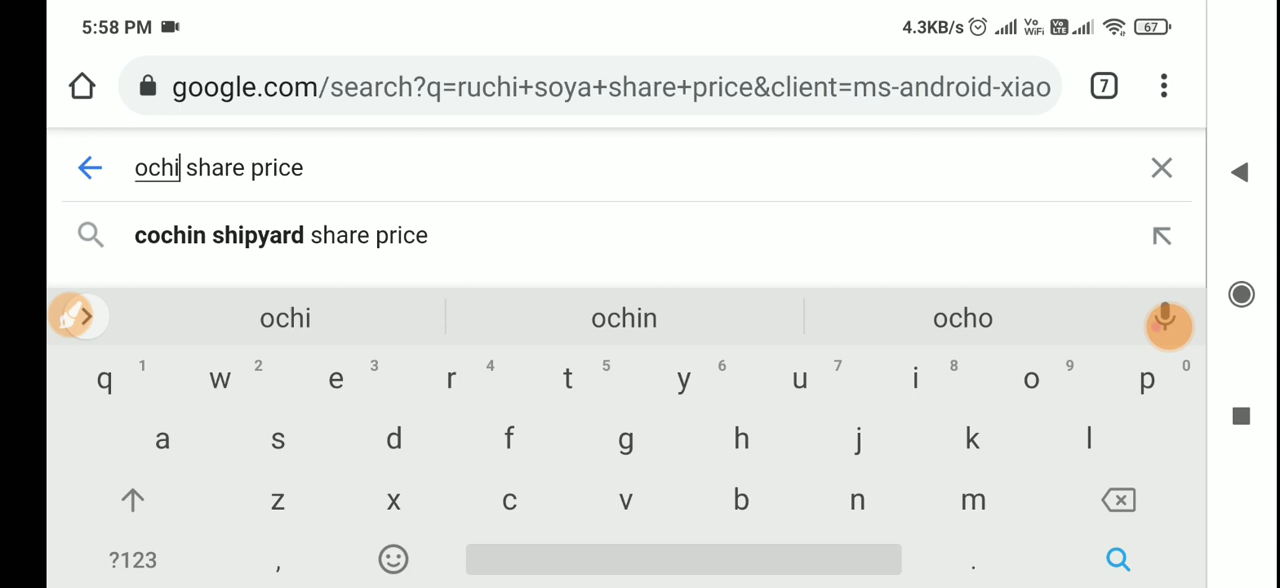 5:58 PM 4.3KB/s Vo WiFi Vo LTE 67
google.com/search?q=ruchi+soya+share+price&client=ms-android-xiao 7
ochi share price
cochin shipyard share price
ochi ochin ocho
q 1 w 2 e 3 r 4 t 5 y 6 u 7 i 8 o 9 p 0
a s d f g h j k l
z x c v b n m
?123 , .